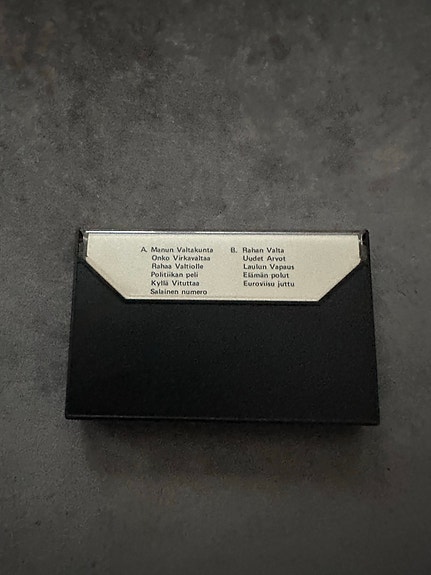 A. Manun Valtakunta
Onko Virkavaltaa
Rahaa Valtiolle
Politiikan peli
Kyllä Vituttaa
Salainen numero
B. Rahan Valta
Uudet Arvot
Laulun Vapaus
Elämän polut
Euroviisu juttu